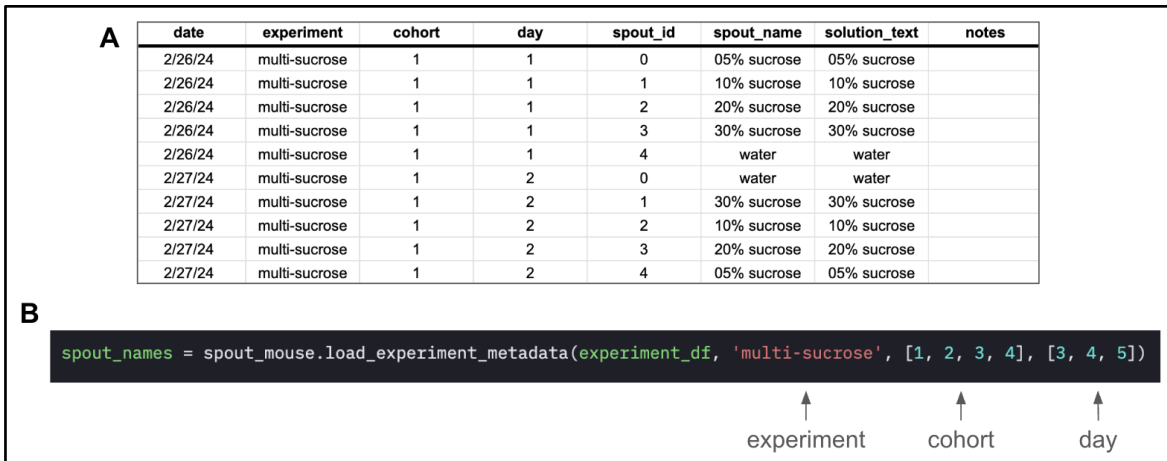 A
date experiment cohort day spout_id spout_name solution_text notes
2/26/24 multi-sucrose 1 1 0 05% sucrose 05% sucrose
2/26/24 multi-sucrose 1 1 1 10% sucrose 10% sucrose
2/26/24 multi-sucrose 1 1 2 20% sucrose 20% sucrose
2/26/24 multi-sucrose 1 1 3 30% sucrose 30% sucrose
2/26/24 multi-sucrose 1 1 4 water water
2/27/24 multi-sucrose 1 2 0 water water
2/27/24 multi-sucrose 1 2 1 30% sucrose 30% sucrose
2/27/24 multi-sucrose 1 2 2 10% sucrose 10% sucrose
2/27/24 multi-sucrose 1 2 3 20% sucrose 20% sucrose
2/27/24 multi-sucrose 1 2 4 05% sucrose 05% sucrose
B
spout_names = spout_mouse.load_experiment_metadata(experiment_df, 'multi-sucrose', [1, 2, 3, 4], [3, 4, 5])
experiment cohort day